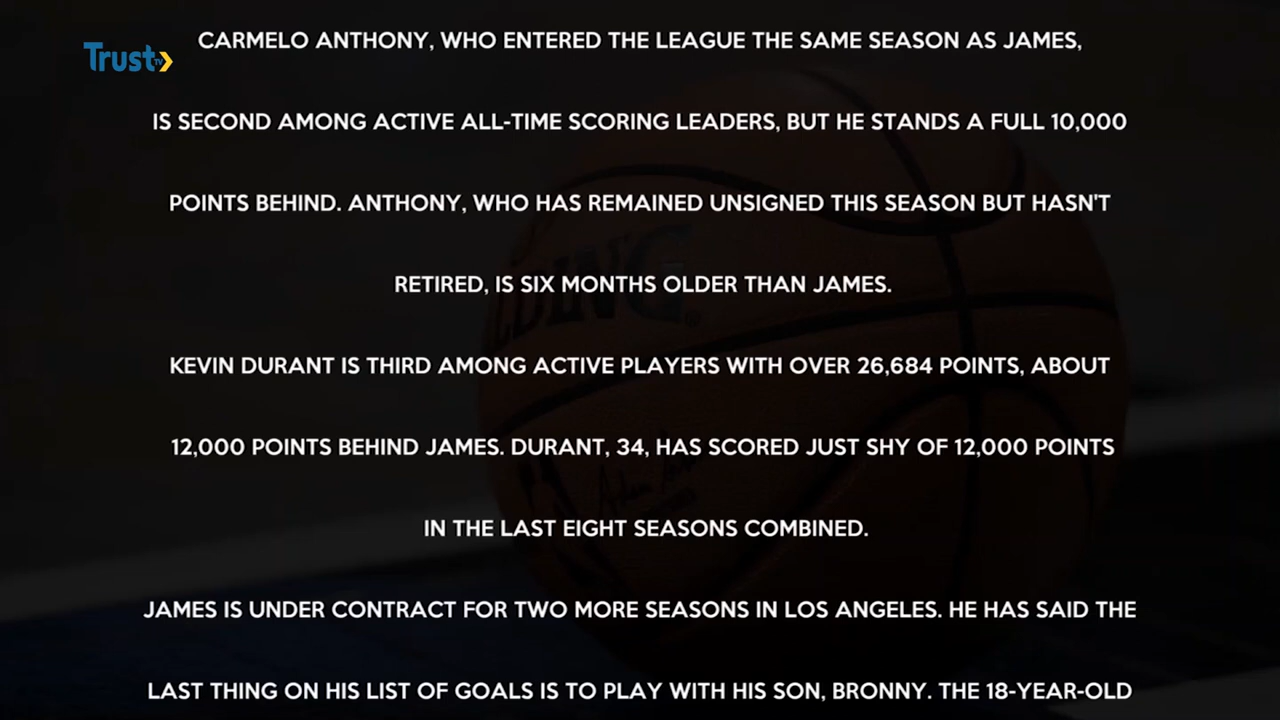 Trust TV
CARMELO ANTHONY, WHO ENTERED THE LEAGUE THE SAME SEASON AS JAMES,
IS SECOND AMONG ACTIVE ALL-TIME SCORING LEADERS, BUT HE STANDS A FULL 10,000
POINTS BEHIND. ANTHONY, WHO HAS REMAINED UNSIGNED THIS SEASON BUT HASN'T
RETIRED, IS SIX MONTHS OLDER THAN JAMES.
KEVIN DURANT IS THIRD AMONG ACTIVE PLAYERS WITH OVER 26,684 POINTS, ABOUT
12,000 POINTS BEHIND JAMES. DURANT, 34, HAS SCORED JUST SHY OF 12,000 POINTS
IN THE LAST EIGHT SEASONS COMBINED.
JAMES IS UNDER CONTRACT FOR TWO MORE SEASONS IN LOS ANGELES. HE HAS SAID THE
LAST THING ON HIS LIST OF GOALS IS TO PLAY WITH HIS SON, BRONNY. THE 18-YEAR-OLD